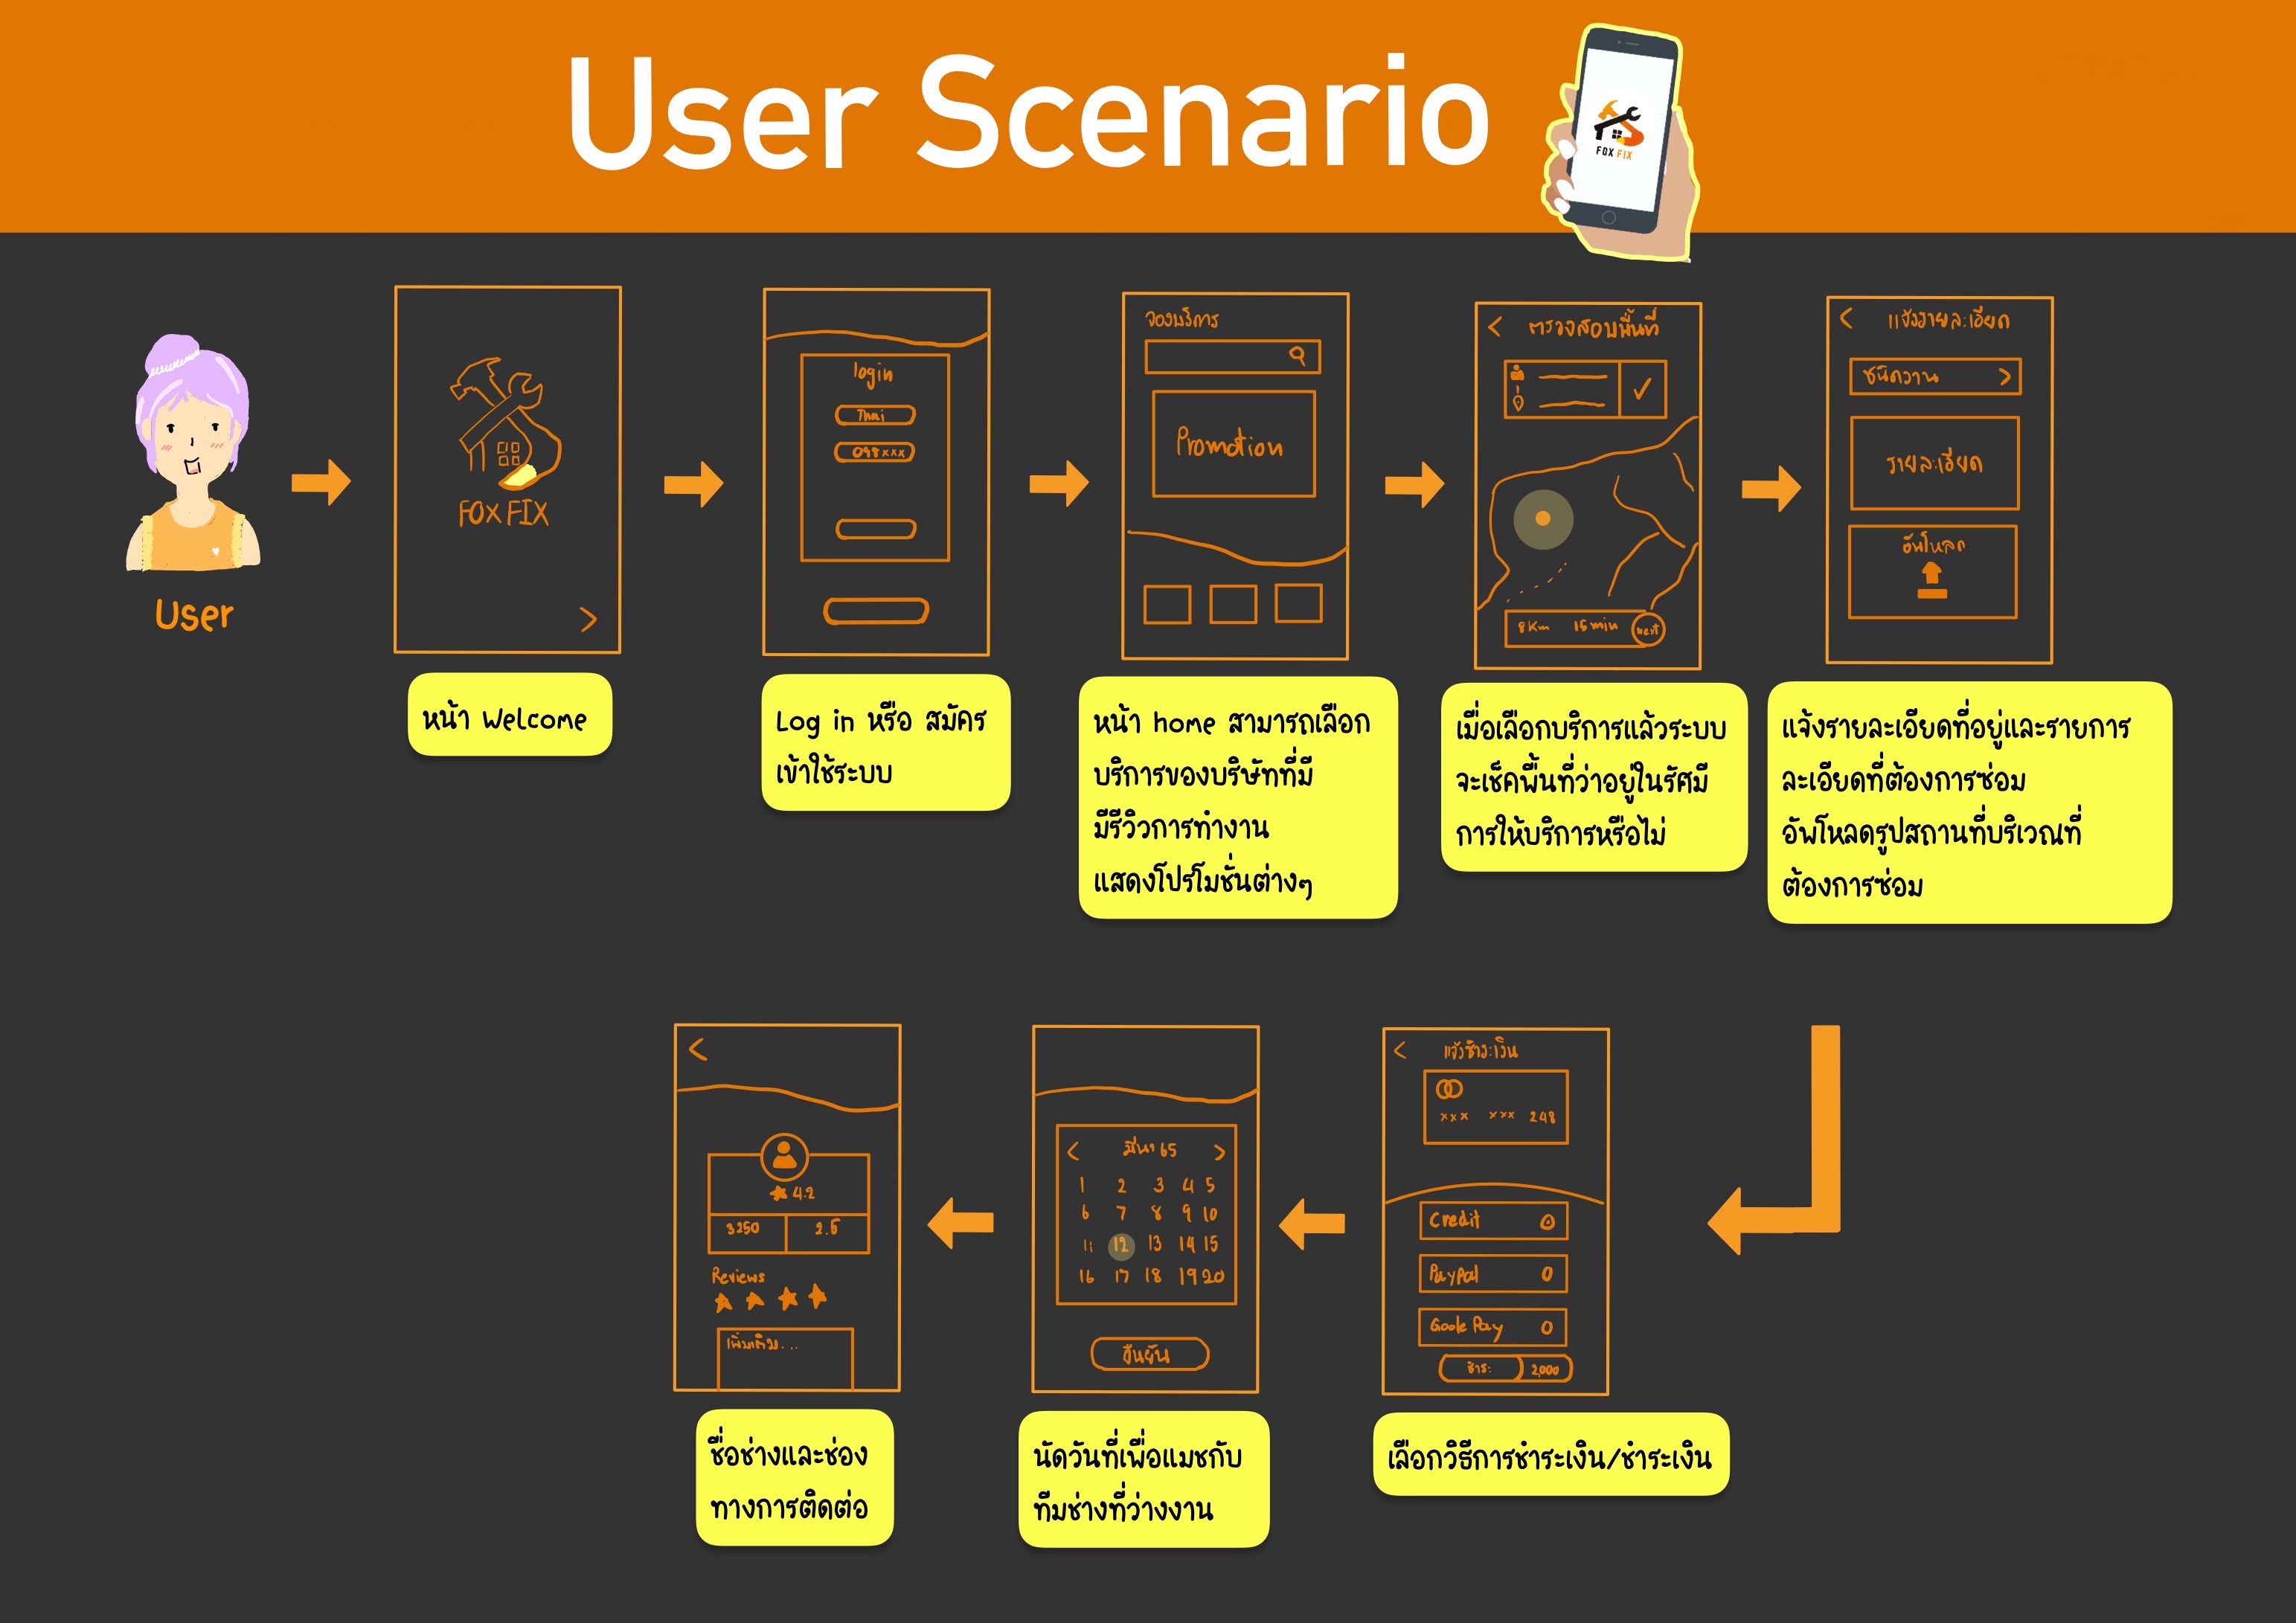 User Scenario
FOX FIX
User
FOX FIX
หน้า Welcome
login
Thai
098xxx
Log in หรือ สมัคร
เข้าใช้ระบบ
จองบริการ
Promotion
หน้า home สามารถเลือก
บริการของบริษัทที่มี
มีรีวิวการทำงาน
แสดงโปรโมชั่นต่างๆ
ตรวจสอบพื้นที่
8 Km 15 min Next
เมื่อเลือกบริการแล้วระบบ
จะเช็คพื้นที่ว่าอยู่ในรัศมี
การให้บริการหรือไม่
แจ้งรายละเอียด
ชนิดงาน
รายละเอียด
อัพโหลด
แจ้งรายละเอียดที่อยู่และรายการ
ละเอียดที่ต้องการซ่อม
อัพโหลดรูปสถานที่บริเวณที่
ต้องการซ่อม
xxx xxx 248
Credit
PayPal
Goole Pay
ชำระ 2,000
เลือกวิธีการชำระเงิน/ชำระเงิน
มีนา 65
1 2 3 4 5
6 7 8 9 10
11 12 13 14 15
16 17 18 19 20
ยืนยัน
นัดวันที่เพื่อแมชกับ
ทีมช่างที่ว่างงาน
4.2
3250 2.5
Reviews
เพิ่มเติม...
ชื่อช่างและช่อง
ทางการติดต่อ